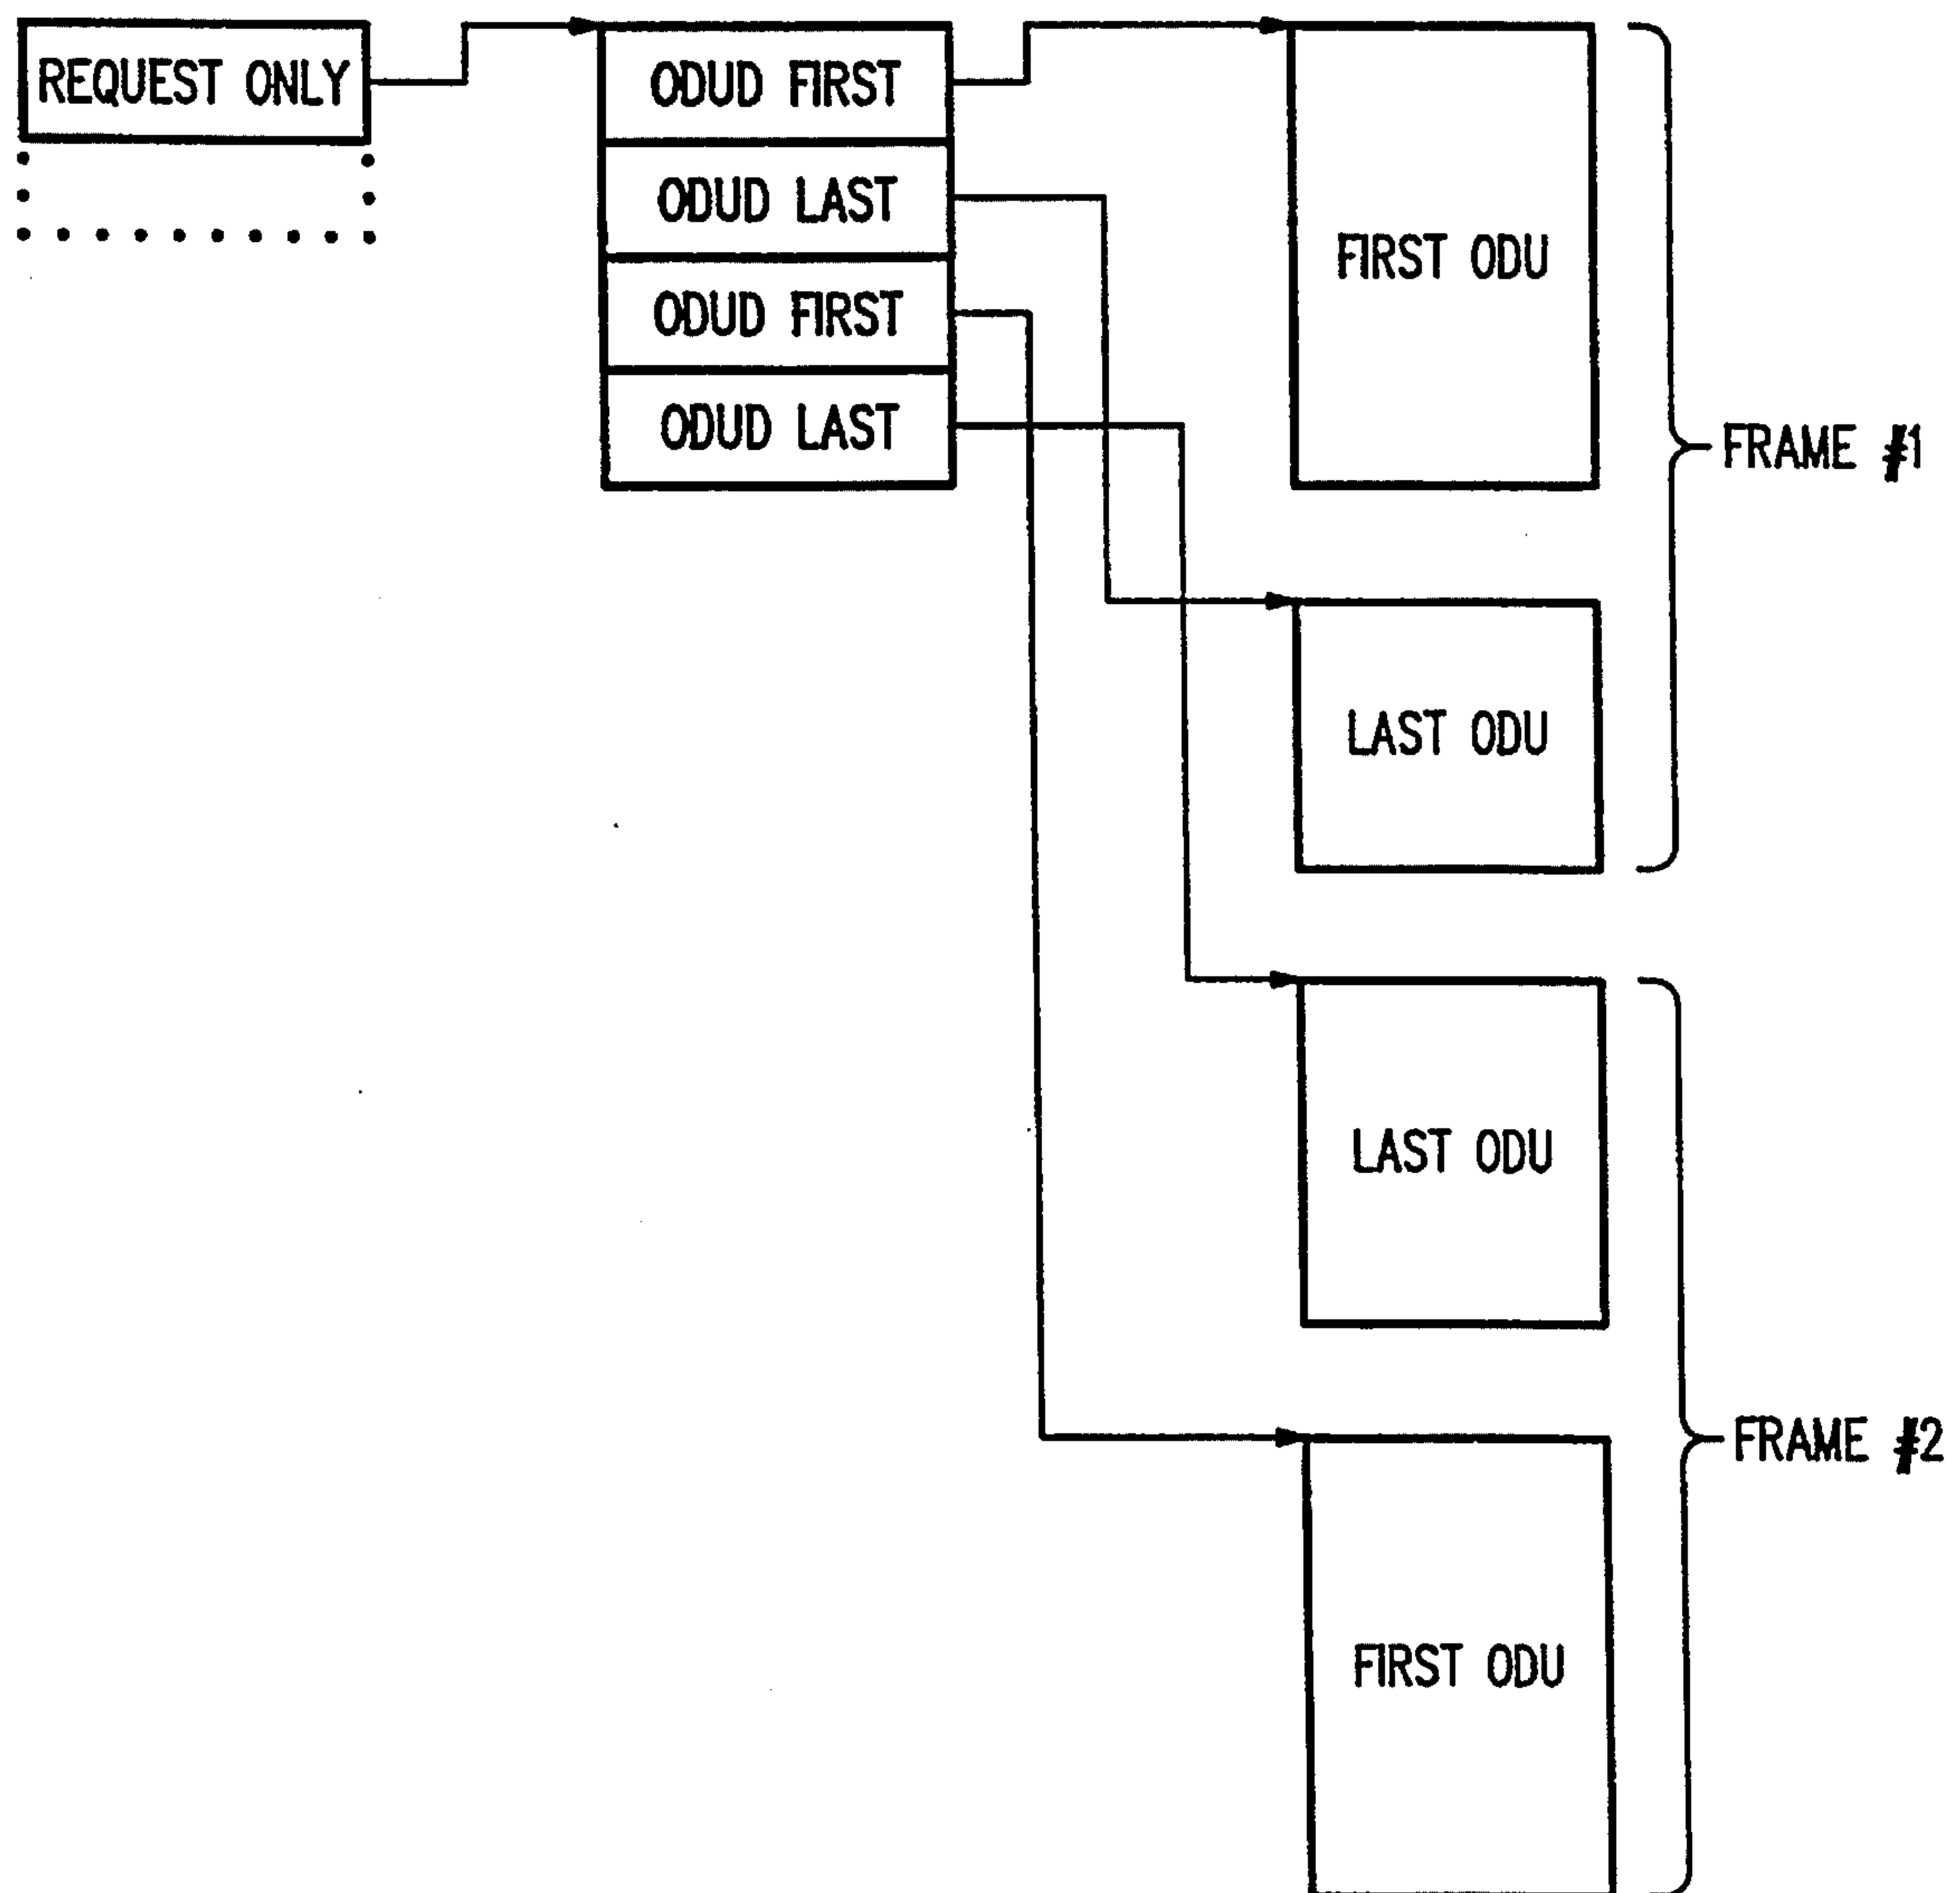 REQUEST ONLY
ODUD FIRST
ODUD LAST
ODUD FIRST
ODUD LAST
FIRST ODU
FRAME #1
LAST ODU
LAST ODU
FRAME #2
FIRST ODU